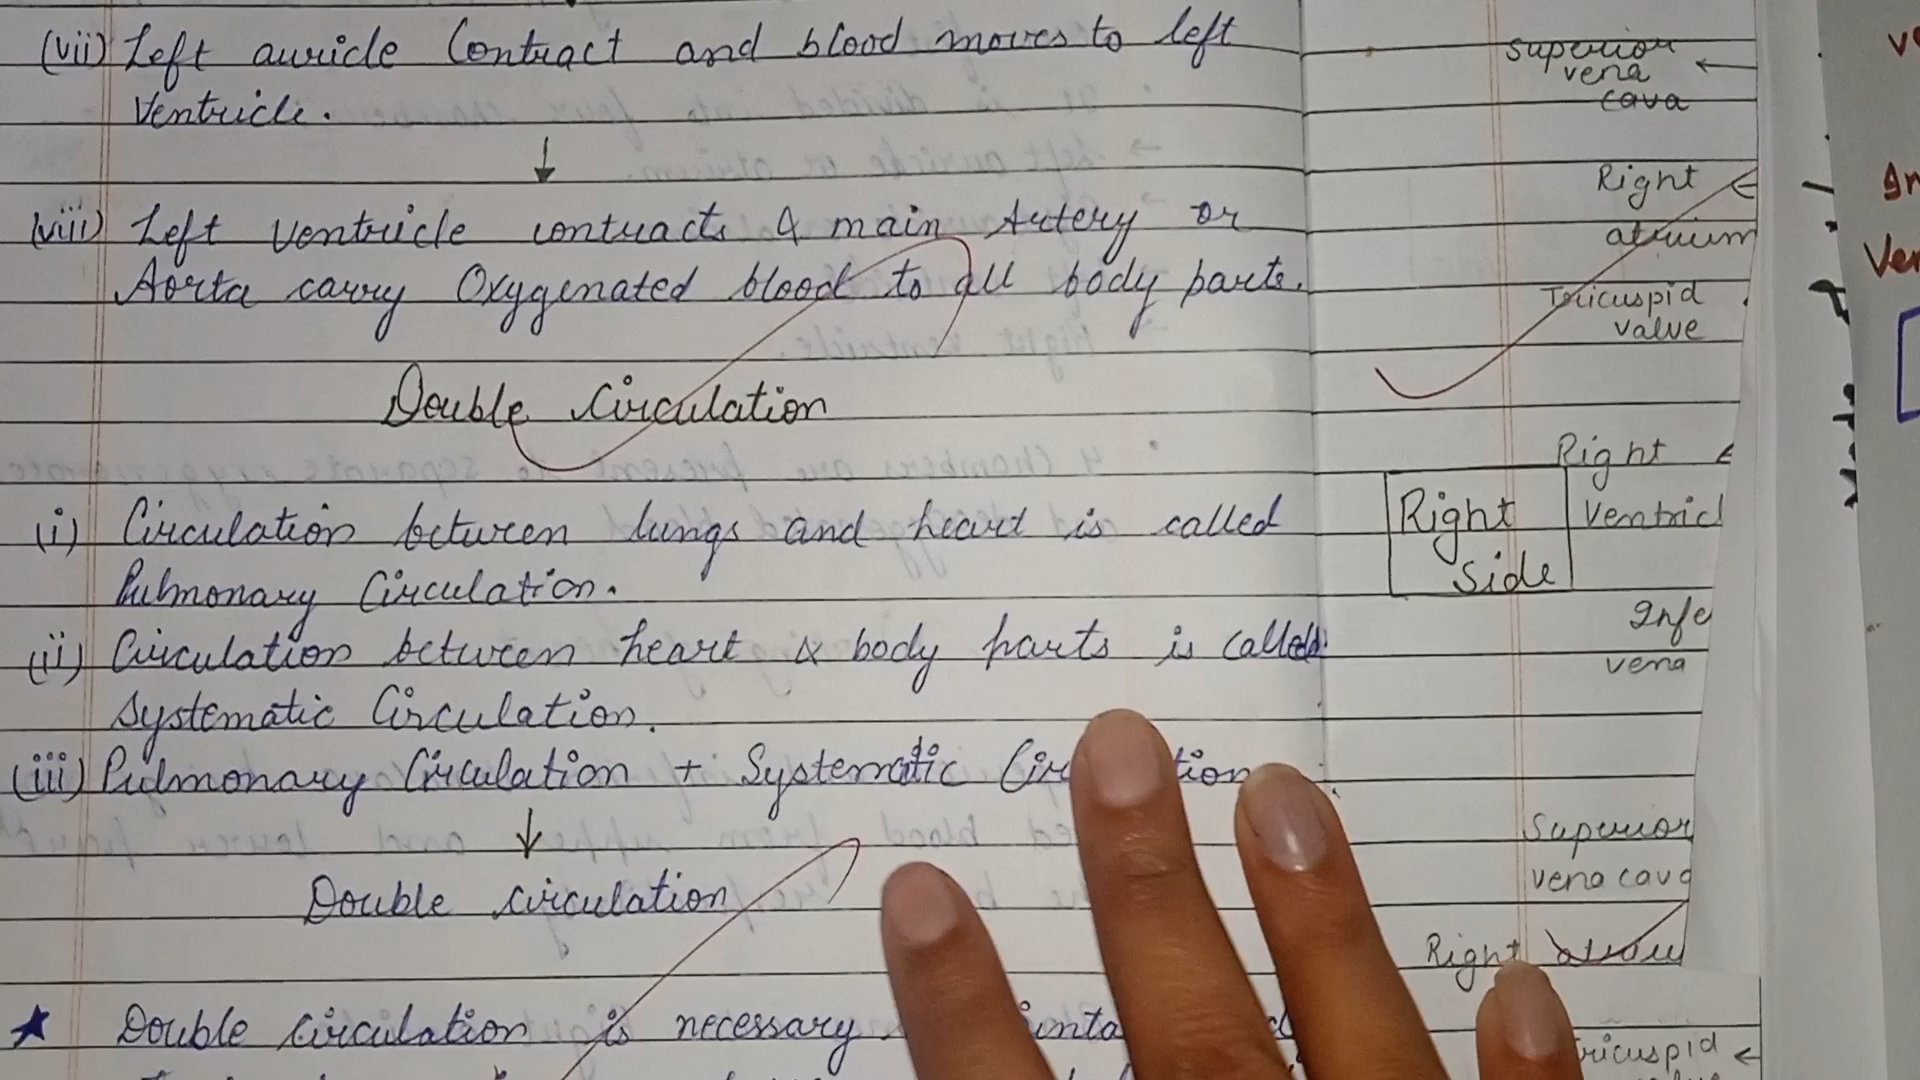 (vii) Left auricle Contract and blood moves to left
Ventricle.
↓
(viii) Left ventricle contracts & main Artery or
Aorta carry Oxygenated blood to all body parts.
Double Circulation
(i) Circulation between lungs and heart is called
Pulmonary Circulation.
(ii) Circulation between heart & body parts is called
Systematic Circulation.
(iii) Pulmonary Circulation + Systematic
↓
Double circulation
★ Double circulation is necessary
Superior
vena
cava
Right
atrium
Tricuspid
value
Right
Ventricl
Right
Side
Infe
vena
Superior
vena cava
Right
ricuspid